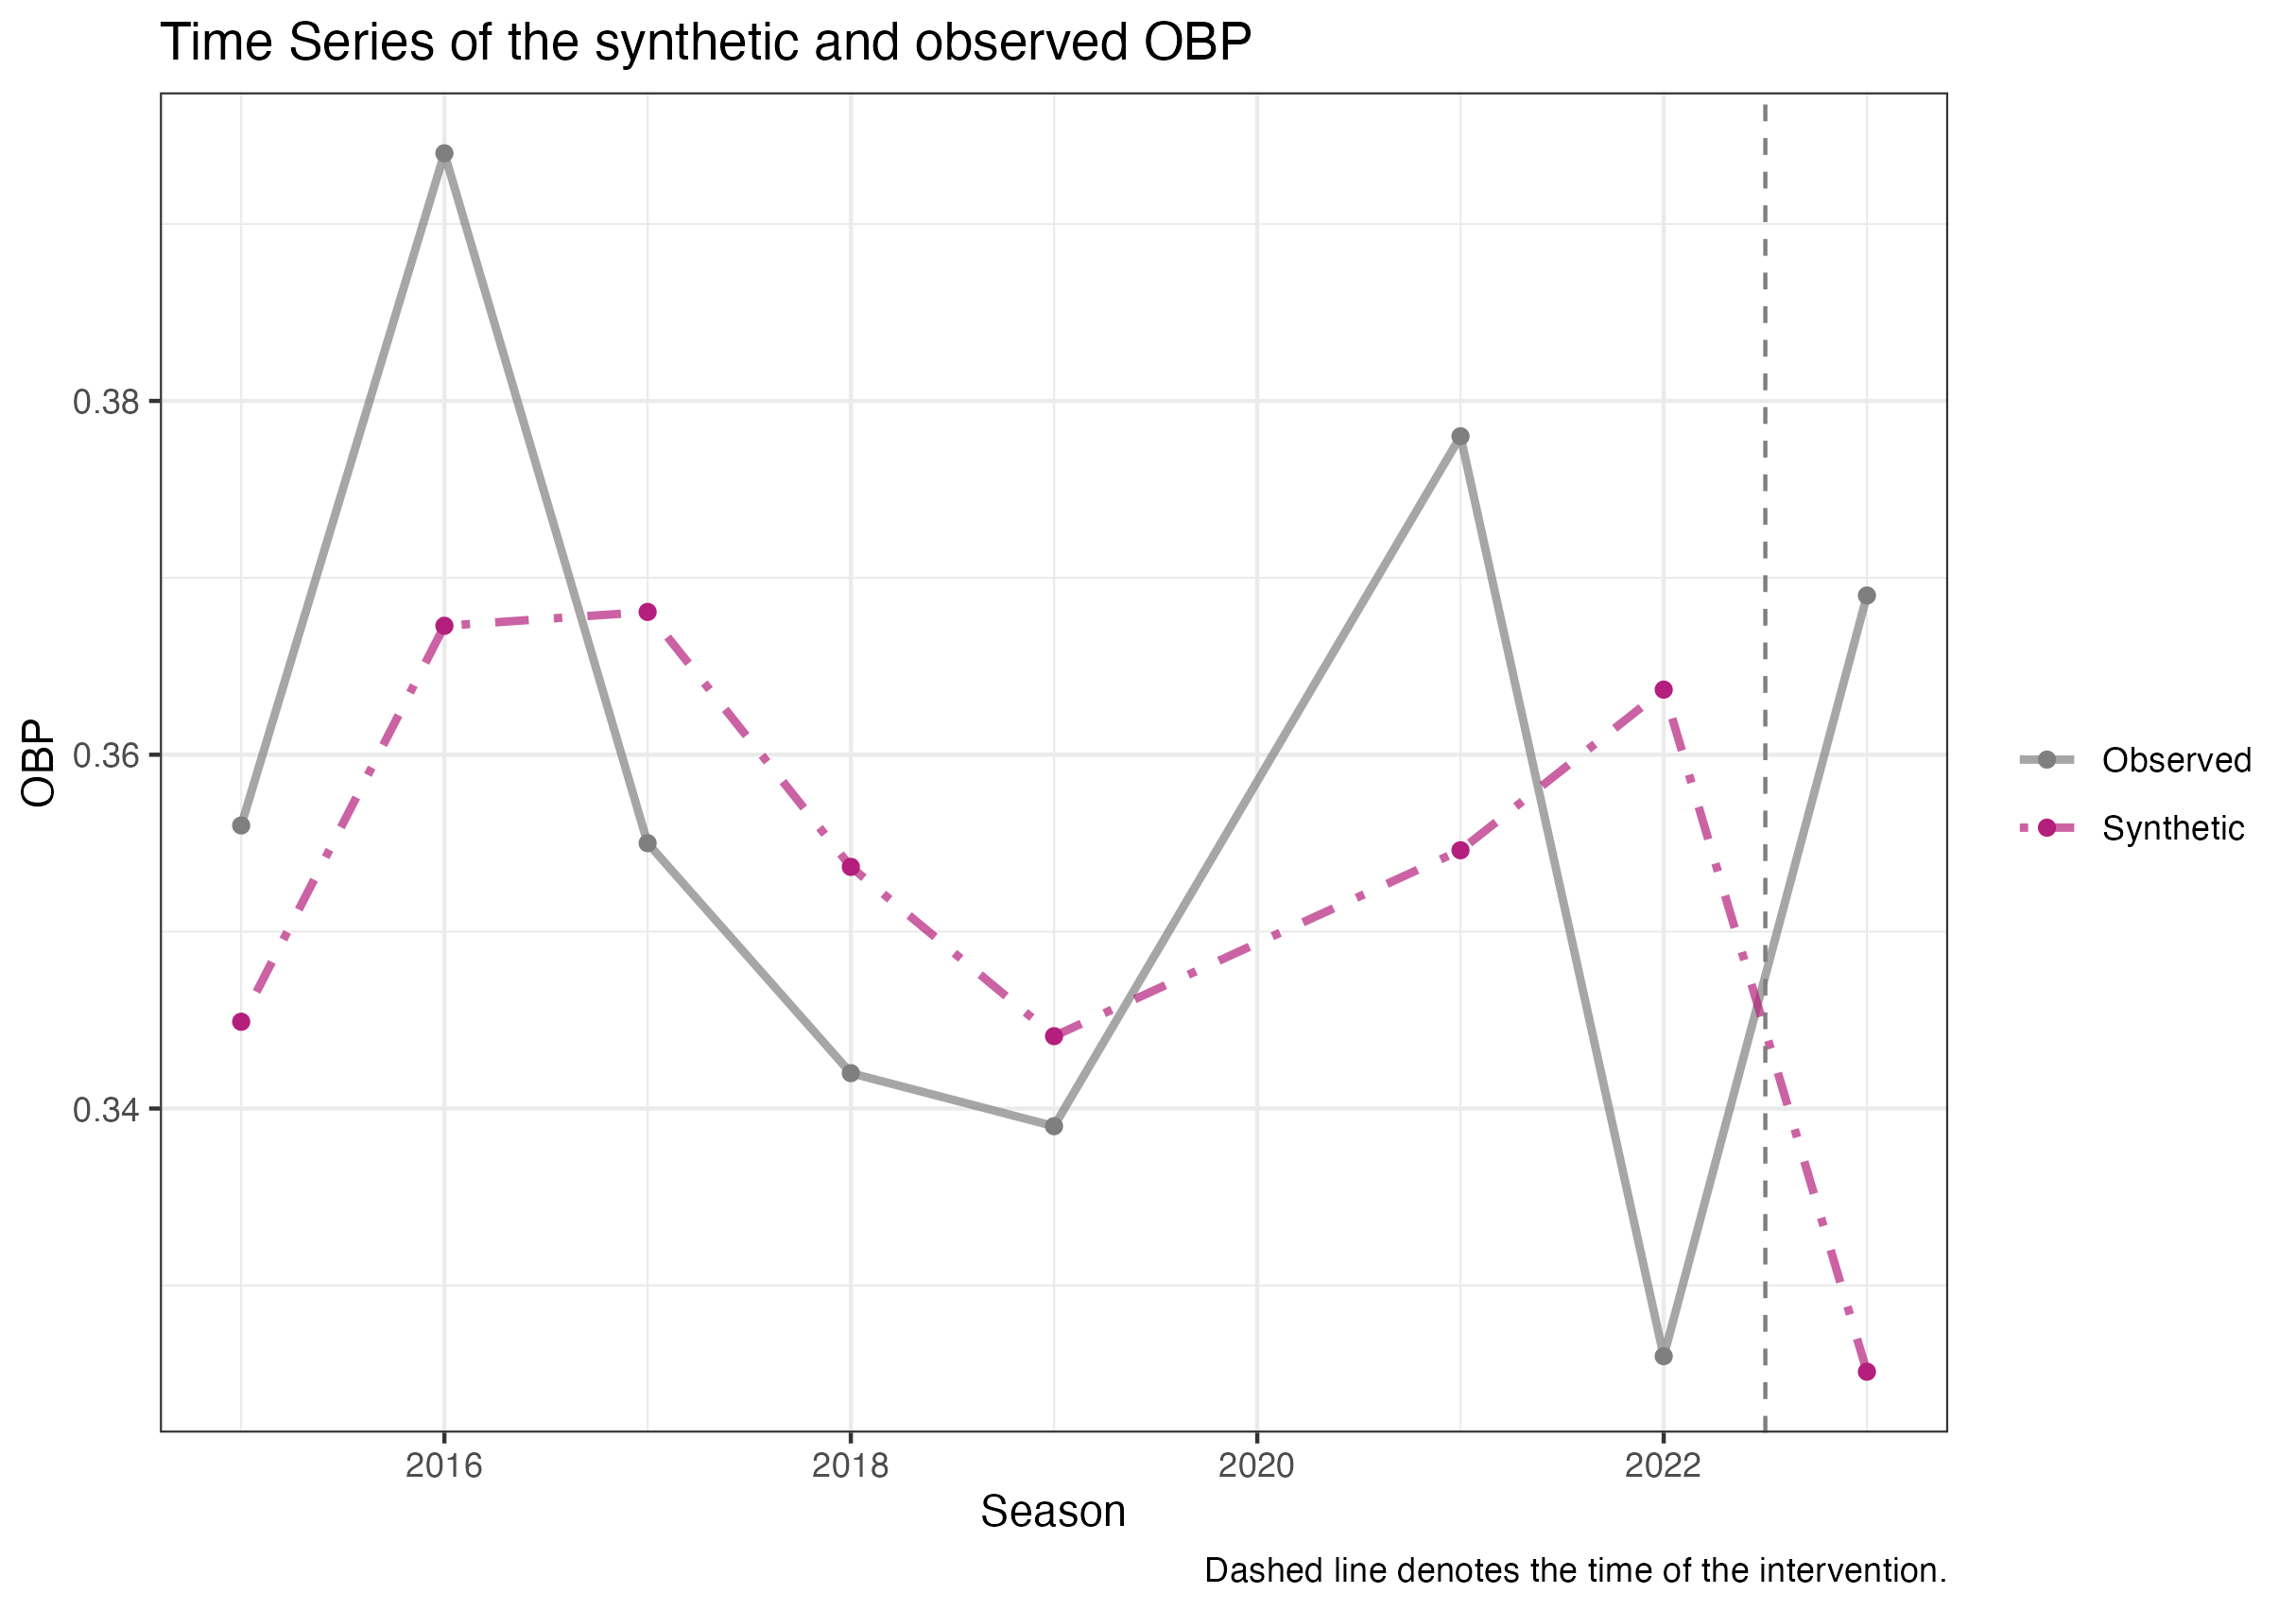 Time Series of the synthetic and observed OBP
OBP
0.38
0.36
0.34
2016 2018 2020 2022
Season
Observed
Synthetic
Dashed line denotes the time of the intervention.